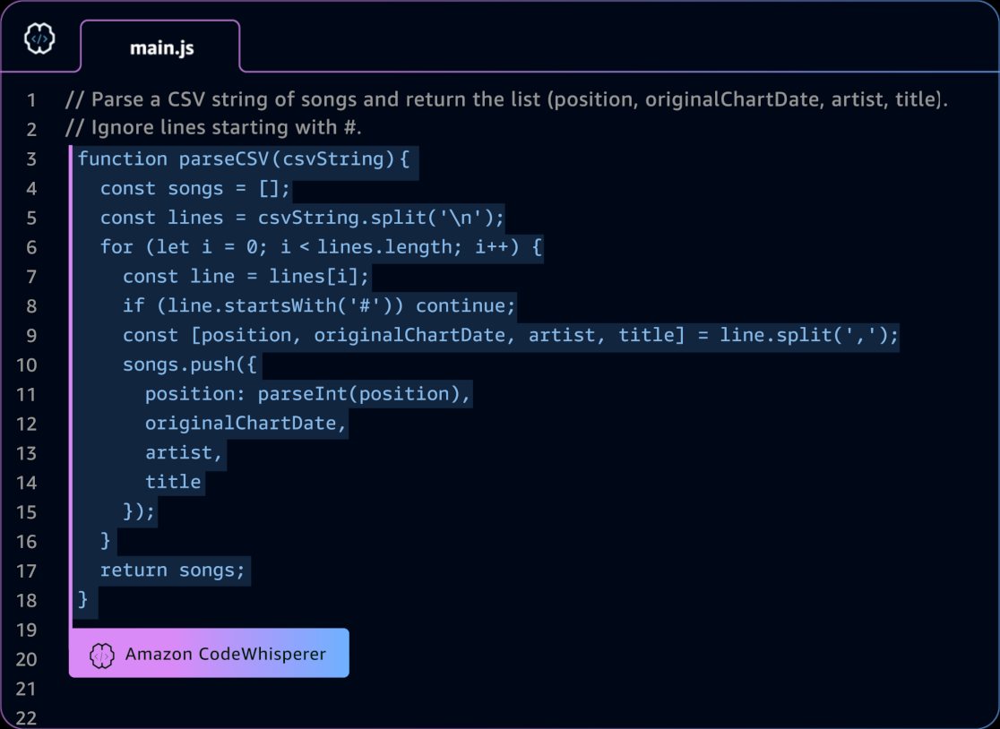 main.js
1 // Parse a CSV string of songs and return the list (position, originalChartDate, artist, title).
2 // Ignore lines starting with #.
3 function parseCSV(csvString){
4   const songs = [];
5   const lines = csvString.split('\n');
6   for (let i = 0; i < lines.length; i++) {
7     const line = lines[i];
8     if (line.startsWith('#')) continue;
9     const [position, originalChartDate, artist, title] = line.split(',');
10     songs.push({
11       position: parseInt(position),
12       originalChartDate,
13       artist,
14       title
15     });
16   }
17   return songs;
18 }
19
20 Amazon CodeWhisperer
21
22